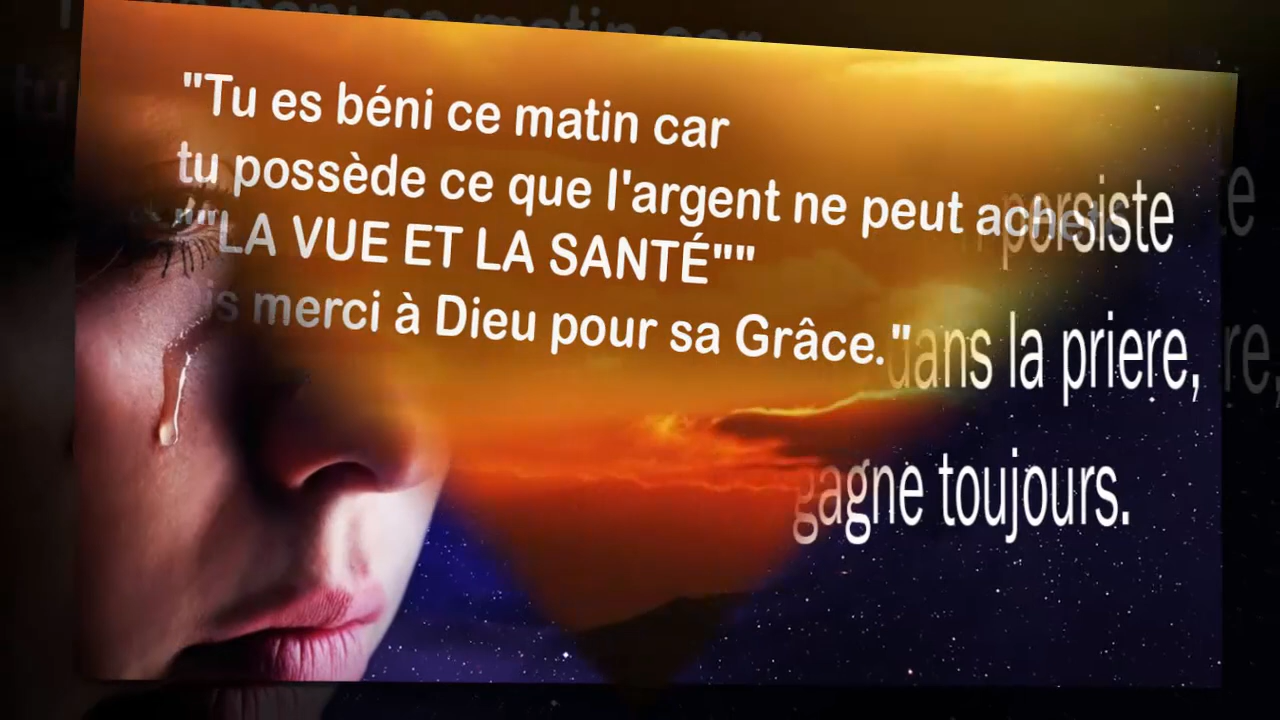 "Tu es béni ce matin car
tu possède ce que l'argent ne peut
""LA VUE ET LA SANTÉ""
merci à Dieu pour sa Grâce."
persiste
dans la priere,
gagne toujours.